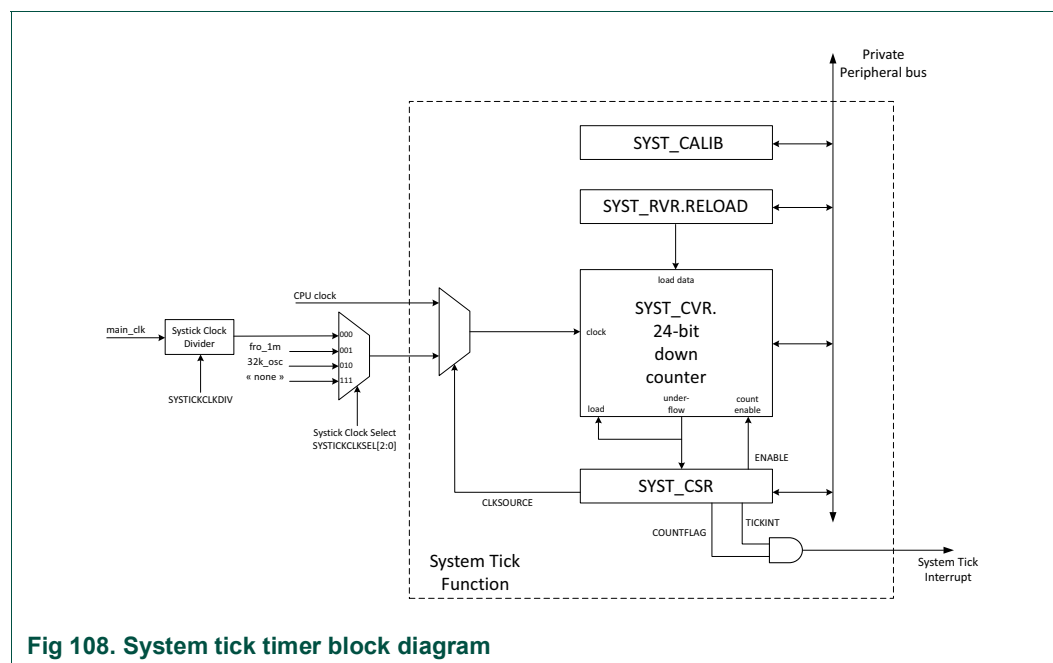 Private
Peripheral bus
SYST_CALIB
SYST_RVR.RELOAD
load data
CPU clock
SYST_CVR.
24-bit
down
counter
clock
main_clk
Systick Clock
Divider
000
fro_1m
001
32k_osc
010
« none »
111
SYSTICKCLKDIV
Systick Clock Select
SYSTICKCLKSEL[2:0]
load
under-
flow
count
enable
ENABLE
SYST_CSR
CLKSOURCE
COUNTFLAG
TICKINT
System Tick
Function
System Tick
Interrupt
Fig 108. System tick timer block diagram